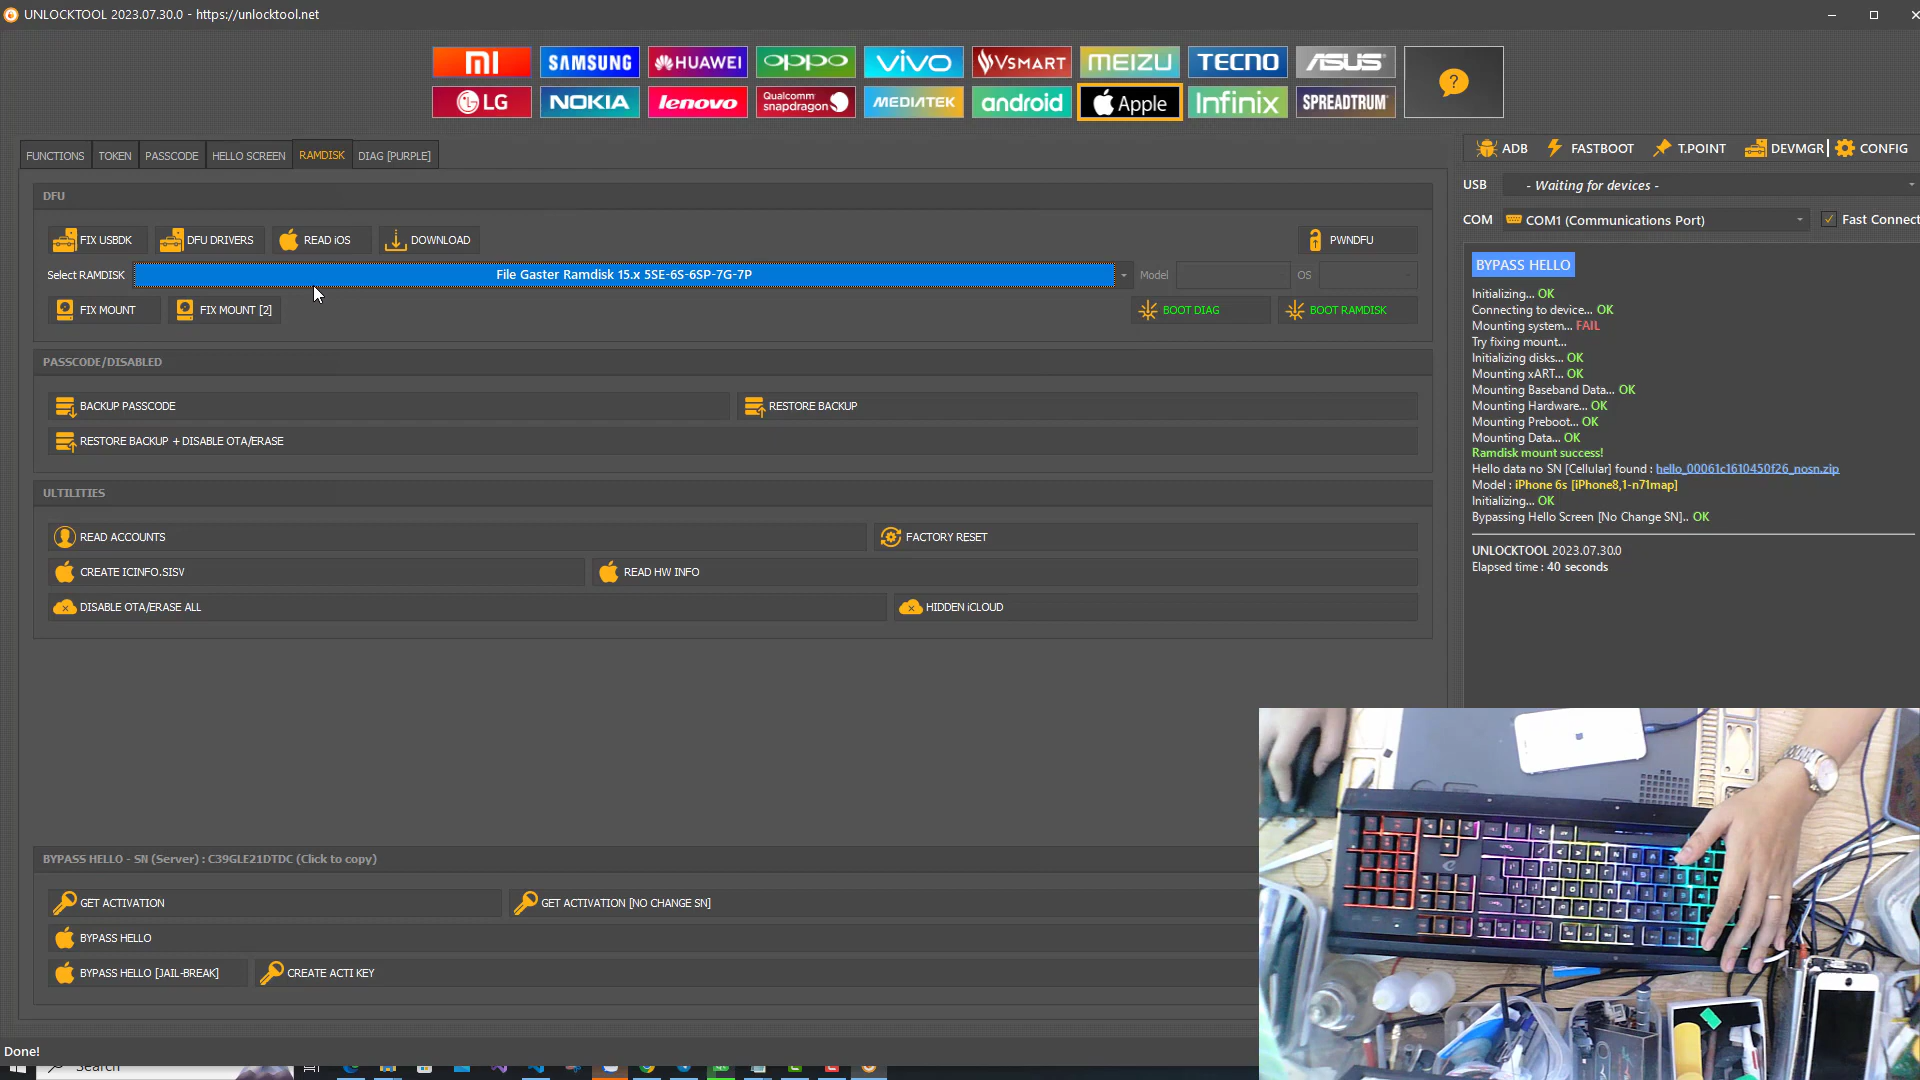 UNLOCKTOOL 2023.07.30.0 - https://unlocktool.net
mi SAMSUNG HUAWEI oppo vivo VSMART MEIZU TECNO ASUS ?
LG NOKIA lenovo Qualcomm snapdragon MEDIATEK android Apple Infinix SPREADTRUM
FUNCTIONS TOKEN PASSCODE HELLO SCREEN RAMDISK DIAG [PURPLE]
ADB FASTBOOT T.POINT DEVMGR CONFIG
USB - Waiting for devices -
COM COM1 (Communications Port) Fast Connect
DFU
FIX USBDK DFU DRIVERS READ iOS DOWNLOAD PWNDFU
Select RAMDISK File Gaster Ramdisk 15.x 5SE-6S-6SP-7G-7P Model OS
FIX MOUNT FIX MOUNT [2] BOOT DIAG BOOT RAMDISK
PASSCODE/DISABLED
BACKUP PASSCODE RESTORE BACKUP
RESTORE BACKUP + DISABLE OTA/ERASE
ULTILITIES
READ ACCOUNTS FACTORY RESET
CREATE ICINFO.SISV READ HW INFO
DISABLE OTA/ERASE ALL HIDDEN iCLOUD
BYPASS HELLO - SN (Server) : C39GLE21DTDC (Click to copy)
GET ACTIVATION GET ACTIVATION [NO CHANGE SN]
BYPASS HELLO
BYPASS HELLO [JAIL-BREAK] CREATE ACTI KEY
BYPASS HELLO
Initializing... OK
Connecting to device... OK
Mounting system... FAIL
Try fixing mount...
Initializing disks... OK
Mounting xART... OK
Mounting Baseband Data... OK
Mounting Hardware... OK
Mounting Preboot... OK
Mounting Data... OK
Ramdisk mount success!
Hello data no SN [Cellular] found : hello_00061c1610450f26_nosn.zip
Model : iPhone 6s [iPhone8,1-n71map]
Initializing... OK
Bypassing Hello Screen [No Change SN].. OK
UNLOCKTOOL 2023.07.30.0
Elapsed time : 40 seconds
Done!
Search